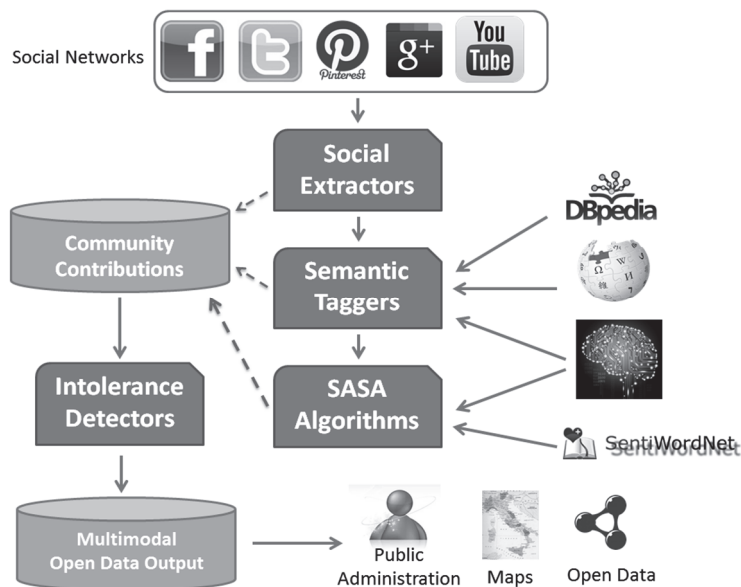 Social Networks
f
t
Pinterest
g+
You
Tube
Social
Extractors
DBpedia
Community
Contributions
Semantic
Taggers
Ω W И
Intolerance
Detectors
SASA
Algorithms
SentiWordNet
Multimodal
Open Data Output
Public
Administration
Maps
Open Data